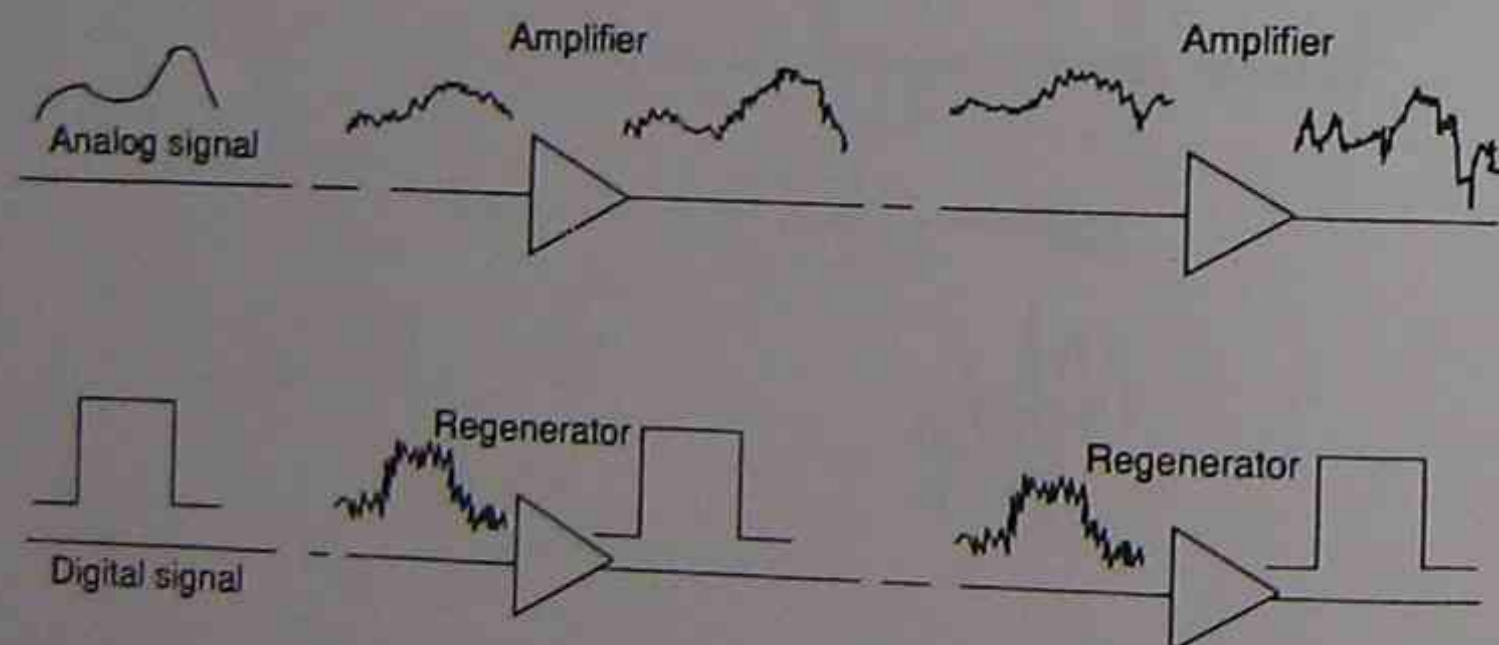 Amplifier
Amplifier
Analog signal
Regenerator
Regenerator
Digital signal